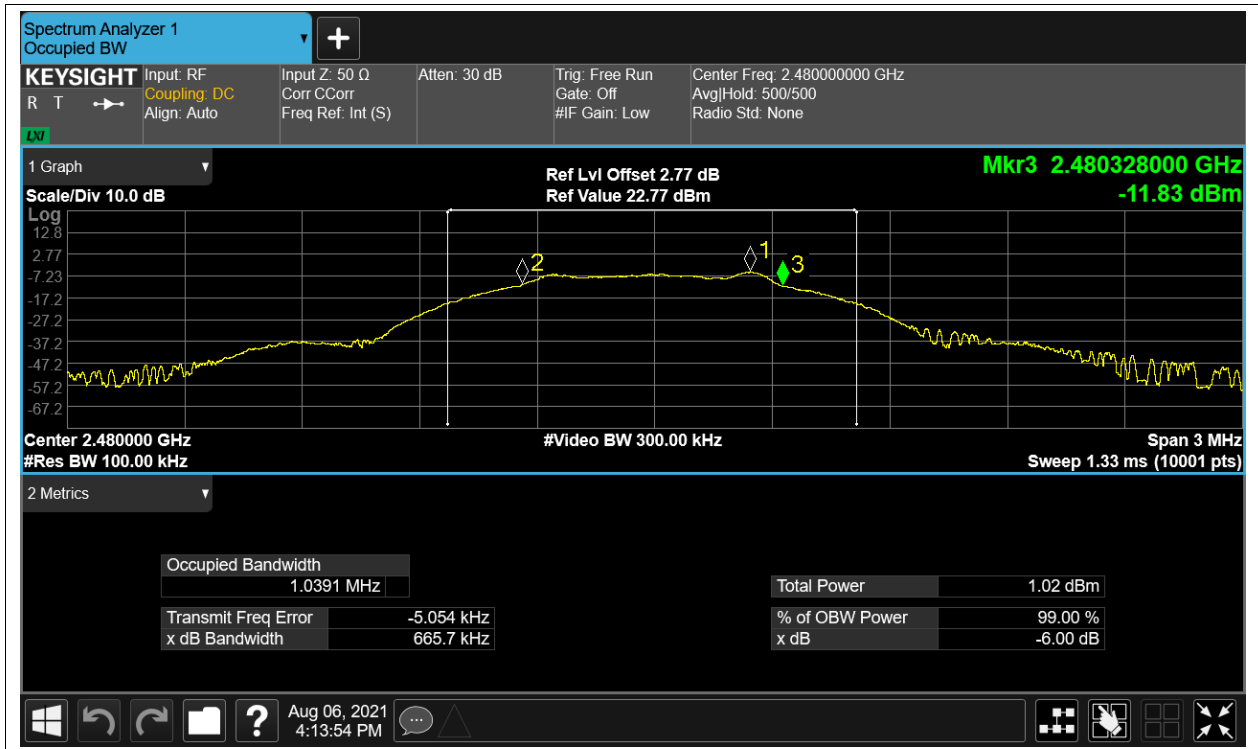 Spectrum Analyzer 1
Occupied BW
KEYSIGHT
R T
LXI
Input: RF
Coupling: DC
Align: Auto
Input Z: 50 Ω
Corr CCorr
Freq Ref: Int (S)
Atten: 30 dB
Trig: Free Run
Gate: Off
#IF Gain: Low
Center Freq: 2.480000000 GHz
Avg|Hold: 500/500
Radio Std: None
1 Graph
Scale/Div 10.0 dB
Ref Lvl Offset 2.77 dB
Ref Value 22.77 dBm
Mkr3 2.480328000 GHz
-11.83 dBm
Log
12.8
2.77
-7.23
-17.2
-27.2
-37.2
-47.2
-57.2
-67.2
2
1
3
Center 2.480000 GHz
#Video BW 300.00 kHz
Span 3 MHz
#Res BW 100.00 kHz
Sweep 1.33 ms (10001 pts)
2 Metrics
Occupied Bandwidth
1.0391 MHz
Transmit Freq Error -5.054 kHz
x dB Bandwidth 665.7 kHz
Total Power 1.02 dBm
% of OBW Power 99.00 %
x dB -6.00 dB
?
Aug 06, 2021
4:13:54 PM